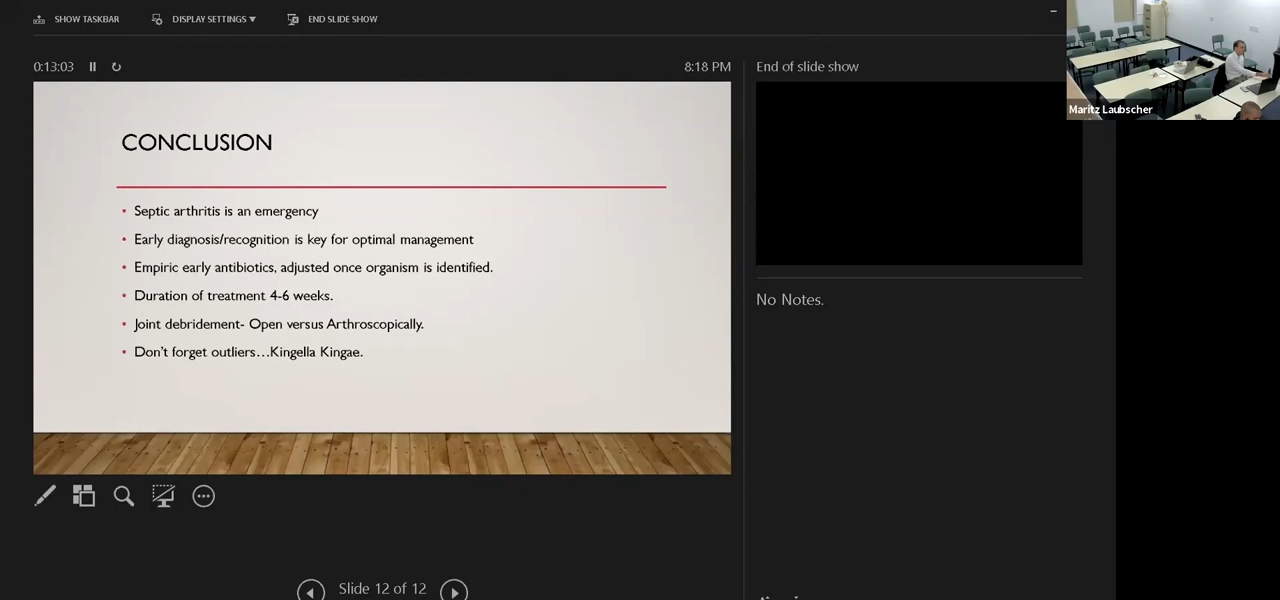 SHOW TASKBAR
DISPLAY SETTINGS ▾
END SLIDE SHOW
0:13:03
8:18 PM
End of slide show
Maritz Laubscher
CONCLUSION
• Septic arthritis is an emergency
• Early diagnosis/recognition is key for optimal management
• Empiric early antibiotics, adjusted once organism is identified.
• Duration of treatment 4-6 weeks.
• Joint debridement- Open versus Arthroscopically.
• Don't forget outliers…Kingella Kingae.
No Notes.
Slide 12 of 12